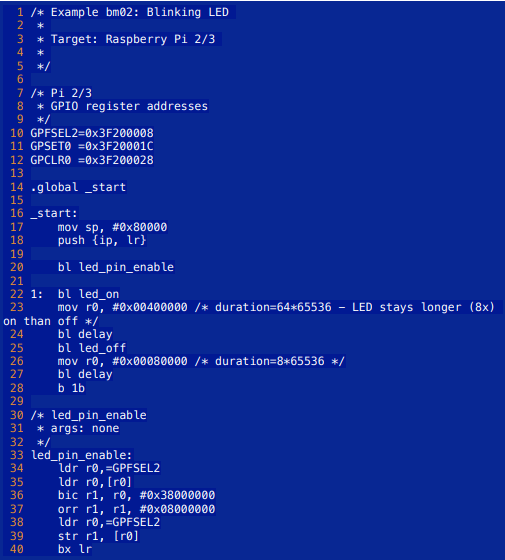 1 /* Example bm02: Blinking LED
2  *
3  * Target: Raspberry Pi 2/3
4  *
5  */
6
7 /* Pi 2/3
8  * GPIO register addresses
9  */
10 GPFSEL2=0x3F200008
11 GPSET0 =0x3F20001C
12 GPCLR0 =0x3F200028
13
14 .global _start
15
16 _start:
17     mov sp, #0x80000
18     push {ip, lr}
19
20     bl led_pin_enable
21
22 1:  bl led_on
23     mov r0, #0x00400000 /* duration=64*65536 – LED stays longer (8x)
on than off */
24     bl delay
25     bl led_off
26     mov r0, #0x00080000 /* duration=8*65536 */
27     bl delay
28     b 1b
29
30 /* led_pin_enable
31  * args: none
32  */
33 led_pin_enable:
34     ldr r0,=GPFSEL2
35     ldr r0,[r0]
36     bic r1, r0, #0x38000000
37     orr r1, r1, #0x08000000
38     ldr r0,=GPFSEL2
39     str r1, [r0]
40     bx lr